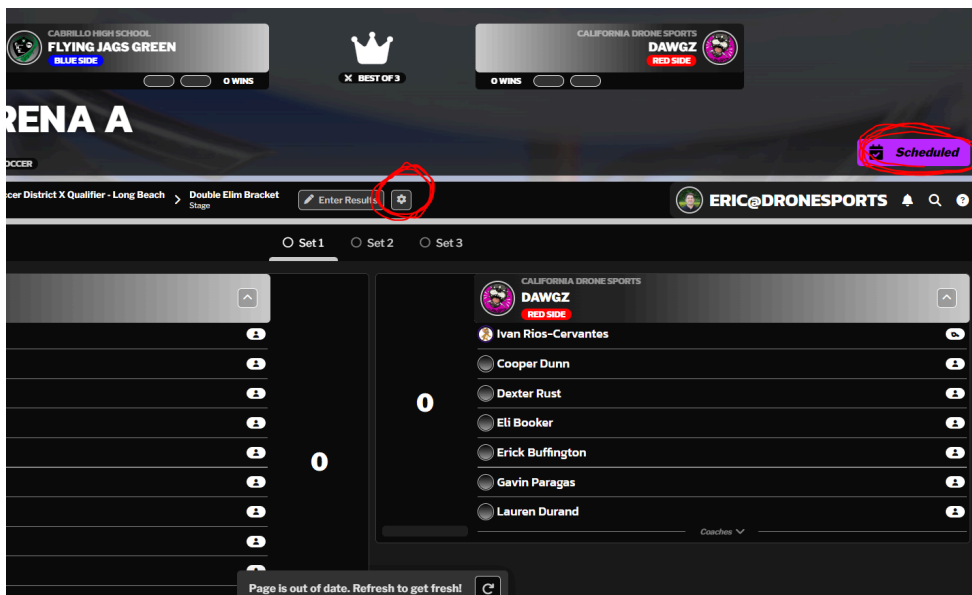 CABRILLO HIGH SCHOOL
FLYING JAGS GREEN
BLUE SIDE
0 WINS
X BEST OF 3
CALIFORNIA DRONE SPORTS
DAWGZ
RED SIDE
0 WINS
RENA A
OCCER
Scheduled
cer District X Qualifier - Long Beach
Double Elim Bracket
Stage
Enter Results
ERIC@DRONESPORTS
Set 1 Set 2 Set 3
CALIFORNIA DRONE SPORTS
DAWGZ
RED SIDE
Ivan Rios-Cervantes
Cooper Dunn
Dexter Rust
0
Eli Booker
Erick Buffington
0
Gavin Paragas
Lauren Durand
Coaches
Page is out of date. Refresh to get fresh!